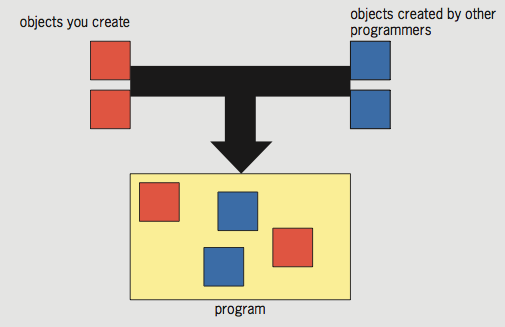 objects you create
objects created by other
programmers
program